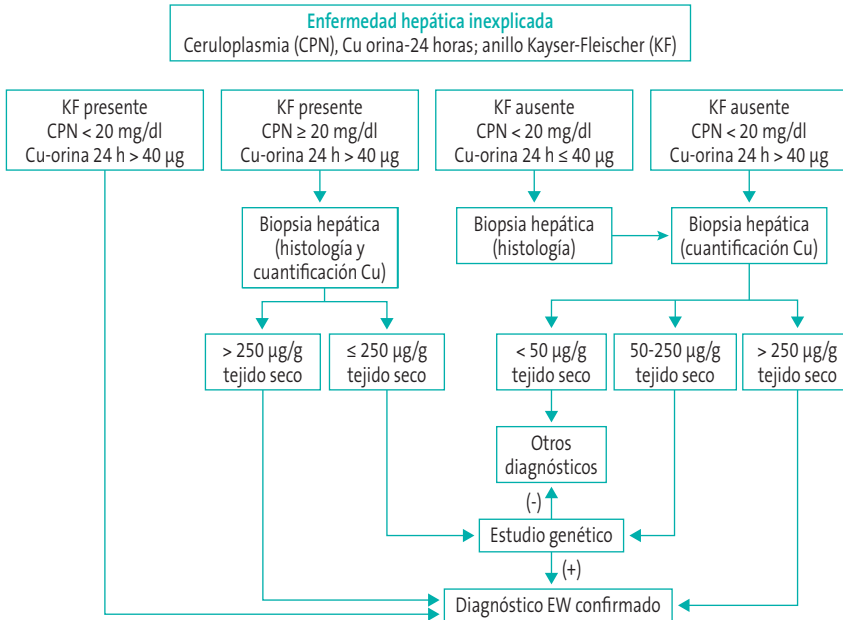 Enfermedad hepática inexplicada
Ceruloplasmia (CPN), Cu orina-24 horas; anillo Kayser-Fleischer (KF)
KF presente
CPN < 20 mg/dl
Cu-orina 24 h > 40 µg
KF presente
CPN ≥ 20 mg/dl
Cu-orina 24 h > 40 µg
KF ausente
CPN < 20 mg/dl
Cu-orina 24 h ≤ 40 µg
KF ausente
CPN < 20 mg/dl
Cu-orina 24 h > 40 µg
Biopsia hepática
(histología y
cuantificación Cu)
Biopsia hepática
(histología)
Biopsia hepática
(cuantificación Cu)
> 250 µg/g
tejido seco
≤ 250 µg/g
tejido seco
< 50 µg/g
tejido seco
50-250 µg/g
tejido seco
> 250 µg/g
tejido seco
Otros
diagnósticos
(-)
Estudio genético
(+)
Diagnóstico EW confirmado